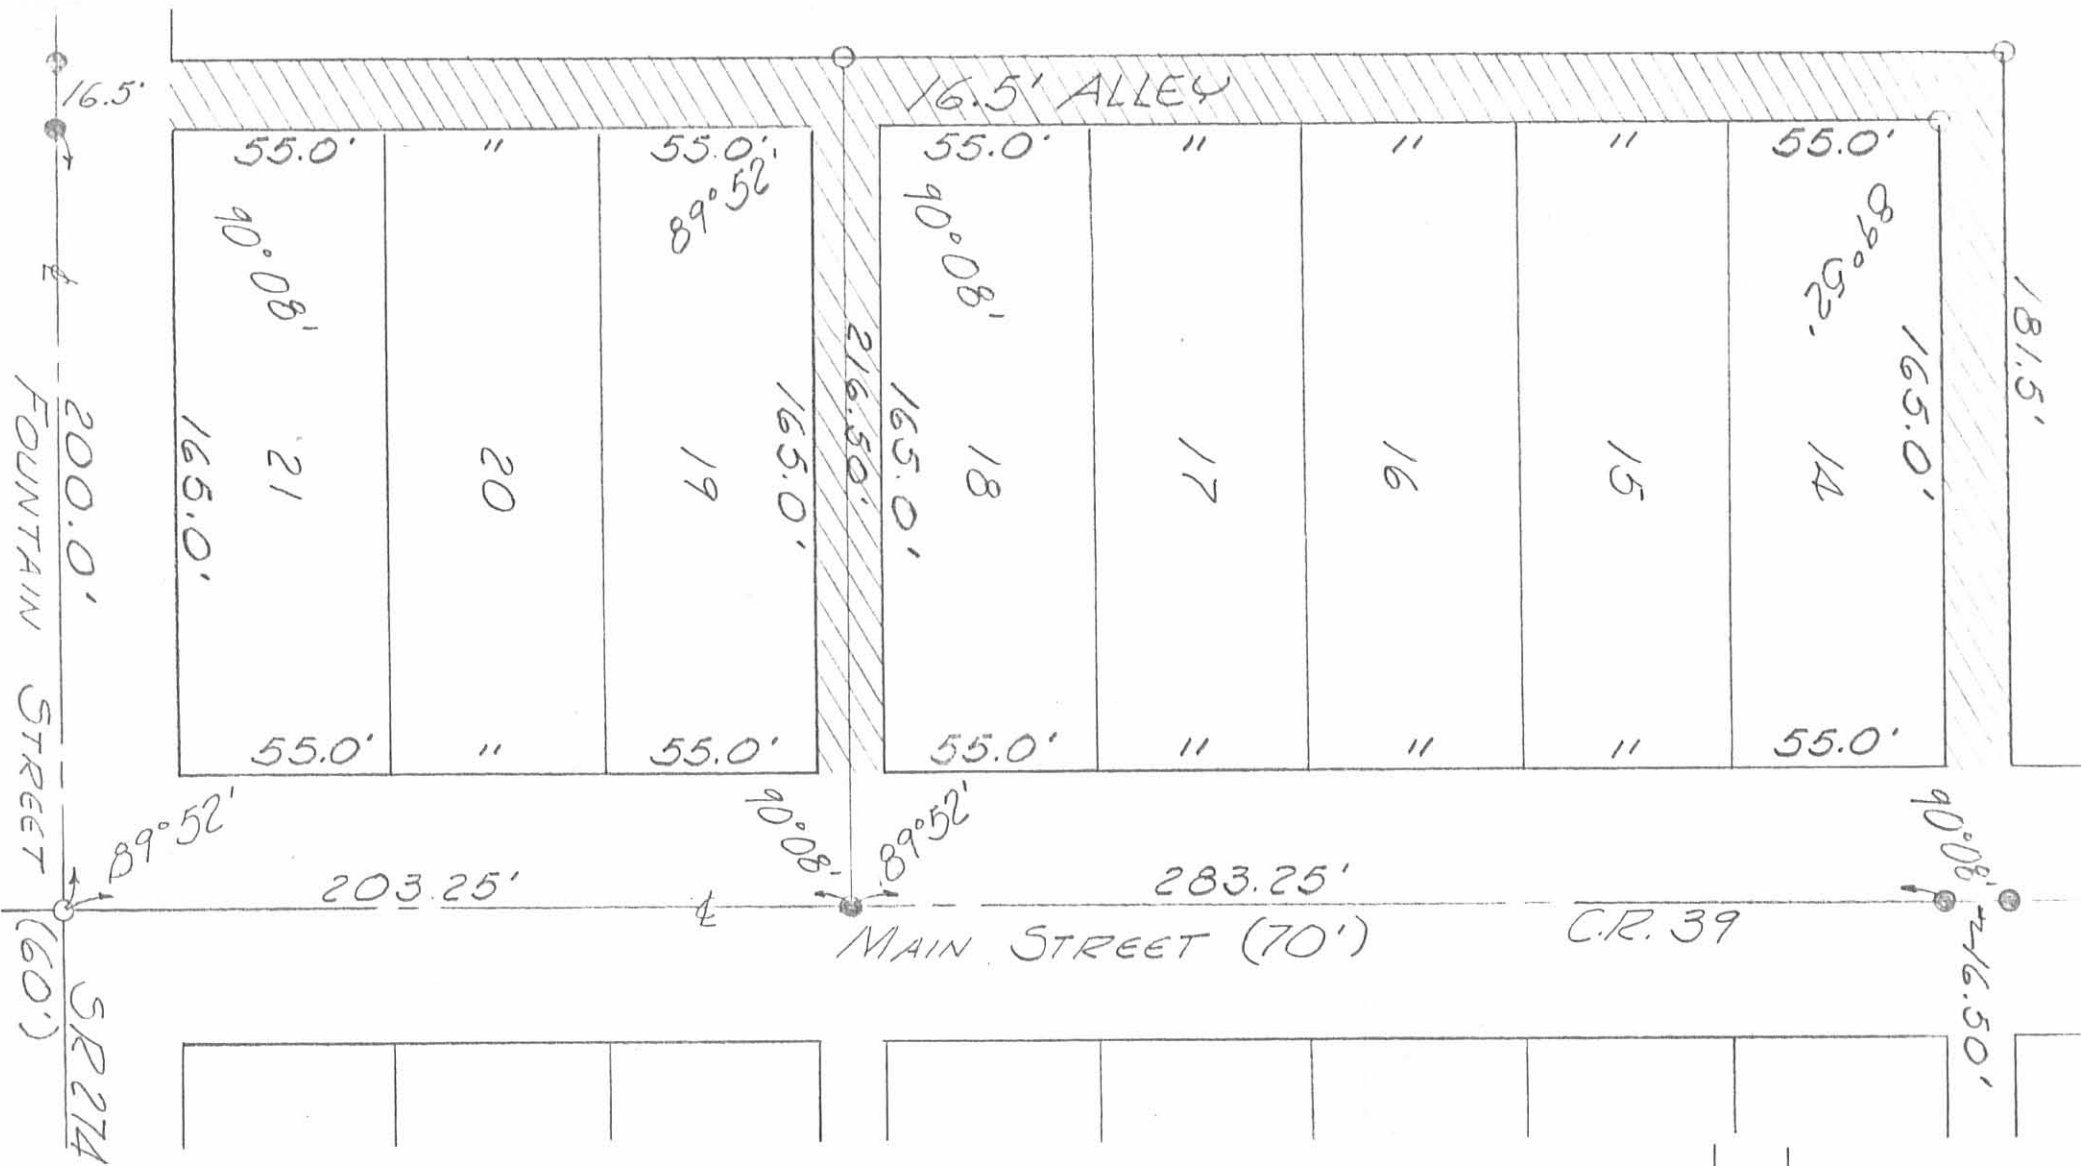 16.5'
16.5' ALLEY
55.0' " 55.0' 55.0' " " " 55.0'
90°08' 89°52' 90°08' 89°52'
181.5'
200.0' 165.0' 165.0' 216.50' 165.0' 165.0'
21 20 19 18 17 16 15 14
FOUNTAIN STREET (60')
55.0' " 55.0' 55.0' " " " 55.0'
89°52' 90°08' 89°52' 90°08'
203.25' ℄ 283.25'
MAIN STREET (70') C.R. 39
~16.50'
SR 274
℄